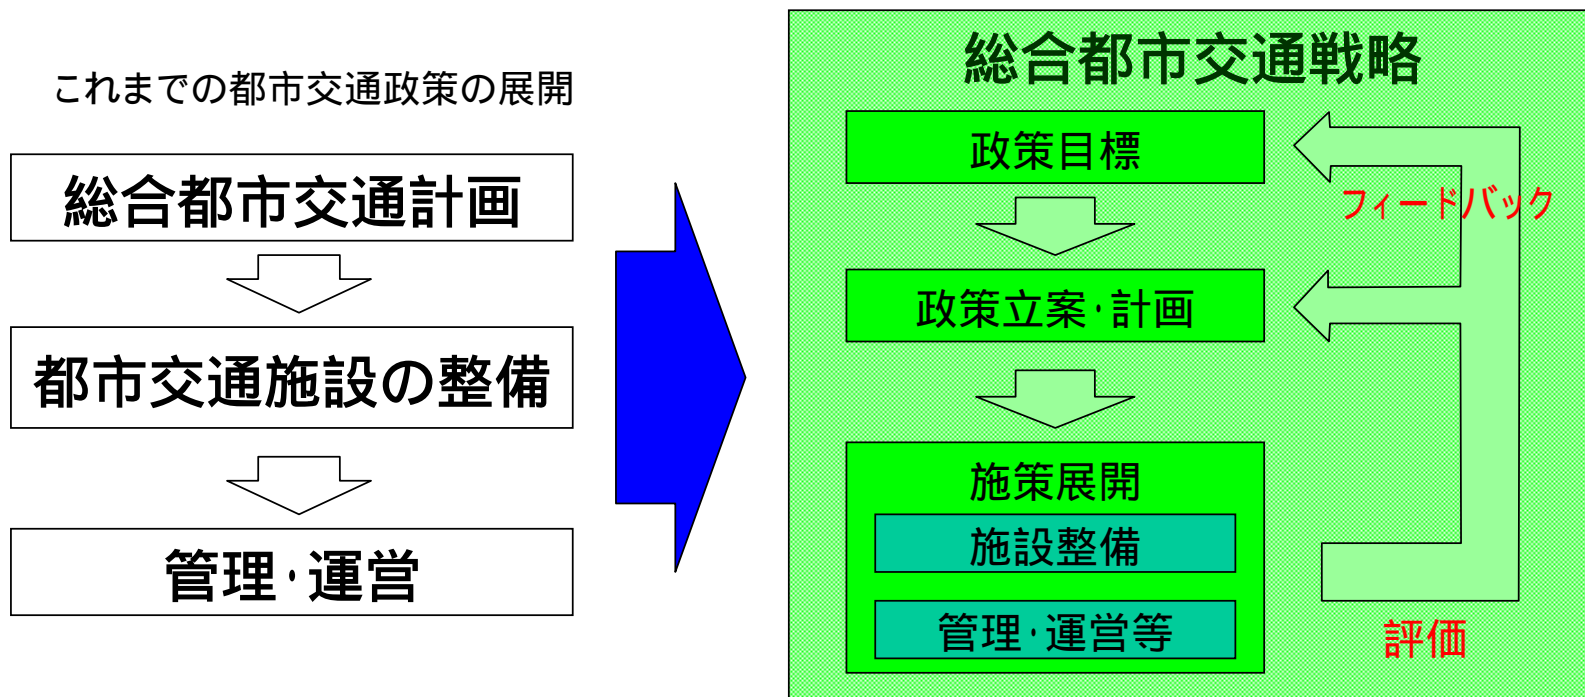 これまでの都市交通政策の展開
総合都市交通計画
都市交通施設の整備
管理・運営
総合都市交通戦略
政策目標
フィードバック
政策立案・計画
施策展開
施設整備
管理・運営等
評価